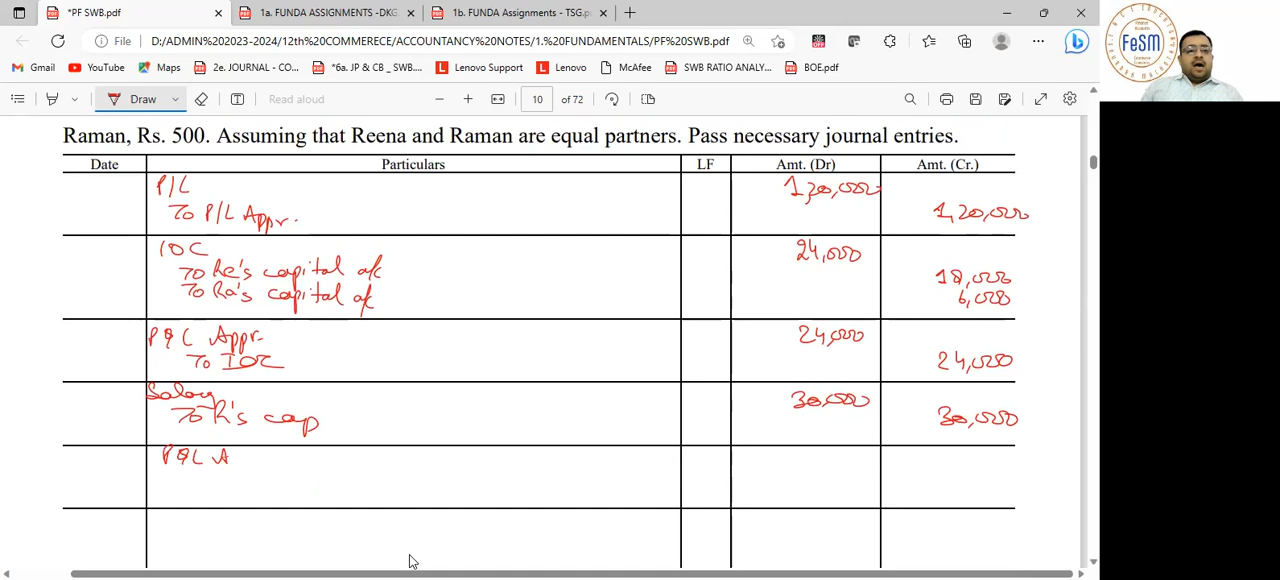 *PF SWB.pdf
1a. FUNDA ASSIGNMENTS -DKG.
1b. FUNDA Assignments - TSG.p
File D:/ADMIN%202023-2024/12th%20COMMERECE/ACCOUNTANCE%20NOTES/1.%20FUNDAMENTALS/PF%20SWB.pdf
Gmail YouTube Maps 2e. JOURNAL - CO... *6a. JP & CB _ SWB.... Lenovo Support Lenovo McAfee SWB RATIO ANALY... BOE.pdf
Draw Read aloud 10 of 72
Raman, Rs. 500. Assuming that Reena and Raman are equal partners. Pass necessary journal entries.
Date Particulars LF Amt. (Dr) Amt. (Cr.)
P/L 1,20,000
To P/L Appr. 1,20,000
IOC 24,000
To Re's capital a/c 18,000
To Ra's capital a/c 6,000
P&L Appr. 24,000
To IOC 24,000
Salary 30,000
To R's cap 30,000
P&L A
FeSM